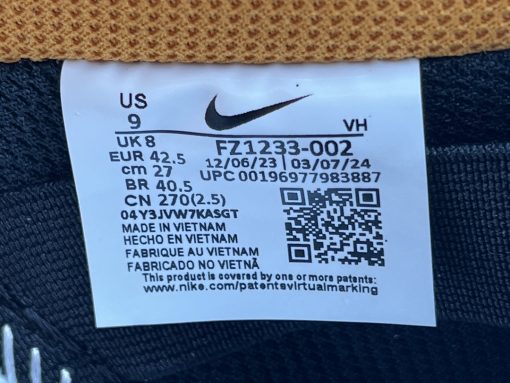 US
9
VH
UK 8
FZ1233-002
EUR 42.5
12/06/23 | 03/07/24
cm 27
UPC 00196977983887
BR 40.5
CN 270(2.5)
04Y3JVW7KASGT
MADE IN VIETNAM
HECHO EN VIETNAM
FABRIQUE AU VIETNAM
FABRICADO NO VIETNÃ
This product is covered by one or more patents:
www.nike.com/patentsvirtualmarking